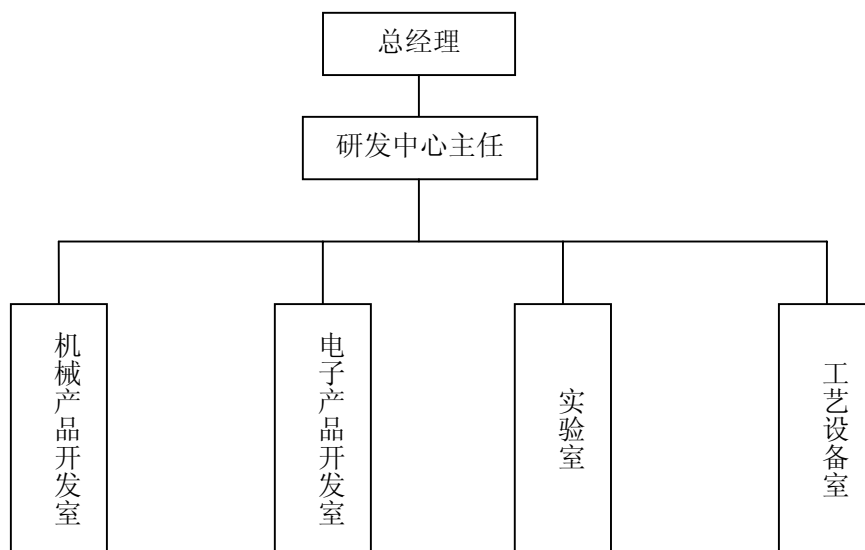 总经理
研发中心主任
机械产品开发室
电子产品开发室
实验室
工艺设备室